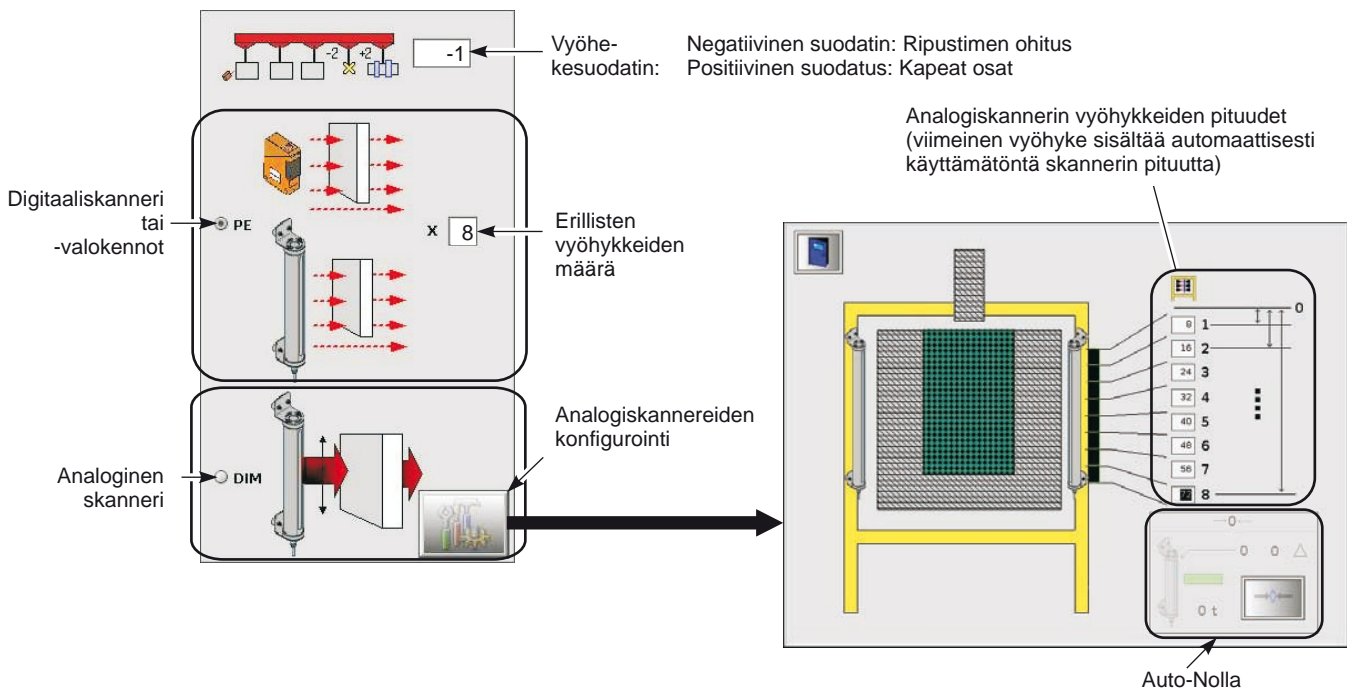 -2 +2
-1
Vyöhe-
kesuodatin:
Negatiivinen suodatin: Ripustimen ohitus
Positiivinen suodatus: Kapeat osat
Analogiskannerin vyöhykkeiden pituudet
(viimeinen vyöhyke sisältää automaattisesti
käyttämätöntä skannerin pituutta)
Digitaaliskanneri
tai
-valokennot
PE
X 8
Erillisten
vyöhykkeiden
määrä
0
8 1
16 2
24 3
32 4
40 5
48 6
56 7
72 8
Analogiskannereiden
konfigurointi
Analoginen
skanneri
DIM
0
0 0
0 t
Auto-Nolla